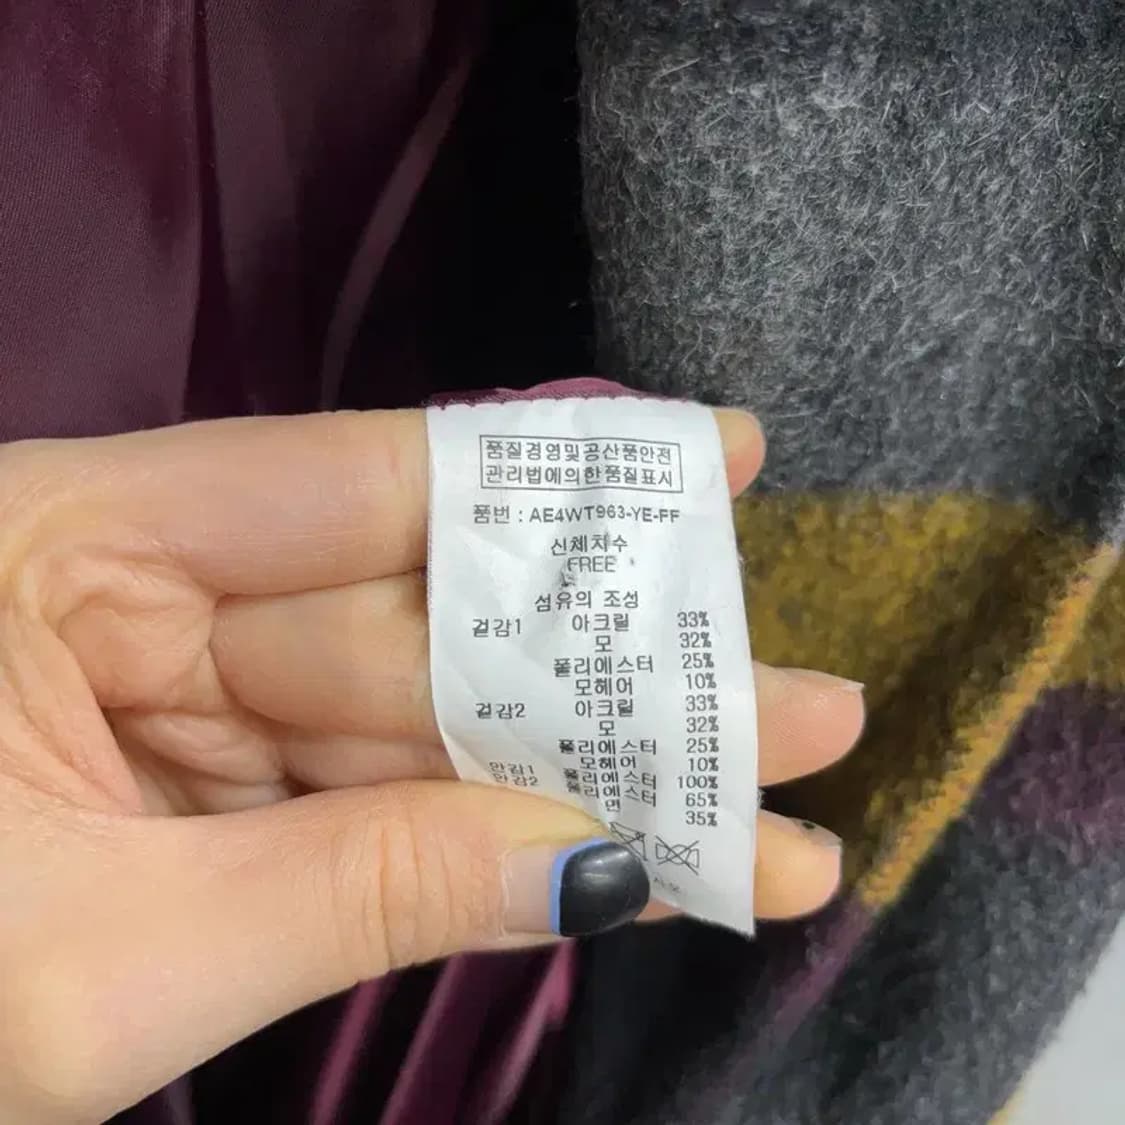 품질경영및공산품안전
관리법에의한품질표시
품번 : AE4WT963-YE-FF
신체치수
FREE
섬유의 조성
겉감1 아크릴 33%
모 32%
폴리에스터 25%
모헤어 10%
겉감2 아크릴 33%
모 32%
폴리에스터 25%
모헤어 10%
안감1 폴리에스터 100%
안감2 폴리에스터 65%
면 35%